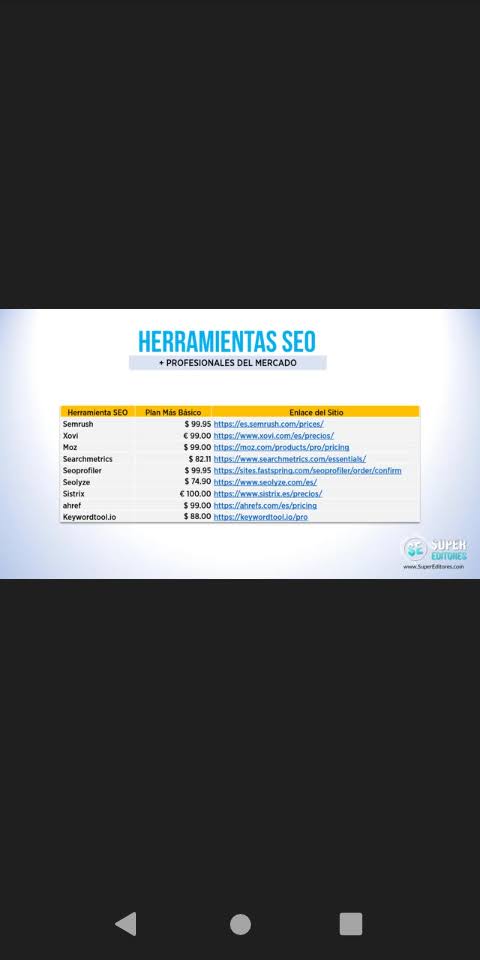 HERRAMIENTAS SEO
+ PROFESIONALES DEL MERCADO
Herramienta SEO Plan Más Básico Enlace del Sitio
Semrush $ 99.95 https://es.semrush.com/prices/
Xovi € 99.00 https://www.xovi.com/es/precios/
Moz $ 99.00 https://moz.com/products/pro/pricing
Searchmetrics $ 82.11 https://www.searchmetrics.com/essentials/
Seoprofiler $ 99.95 https://sites.fastspring.com/seoprofiler/order/confirm
Seolyze $ 74.90 https://www.seolyze.com/es/
Sistrix € 100.00 https://www.sistrix.es/precios/
ahref $ 99.00 https://ahrefs.com/es/pricing
Keywordtool.io $ 88.00 https://keywordtool.io/pro
SE SUPER
EDITORES
www.SuperEditores.com